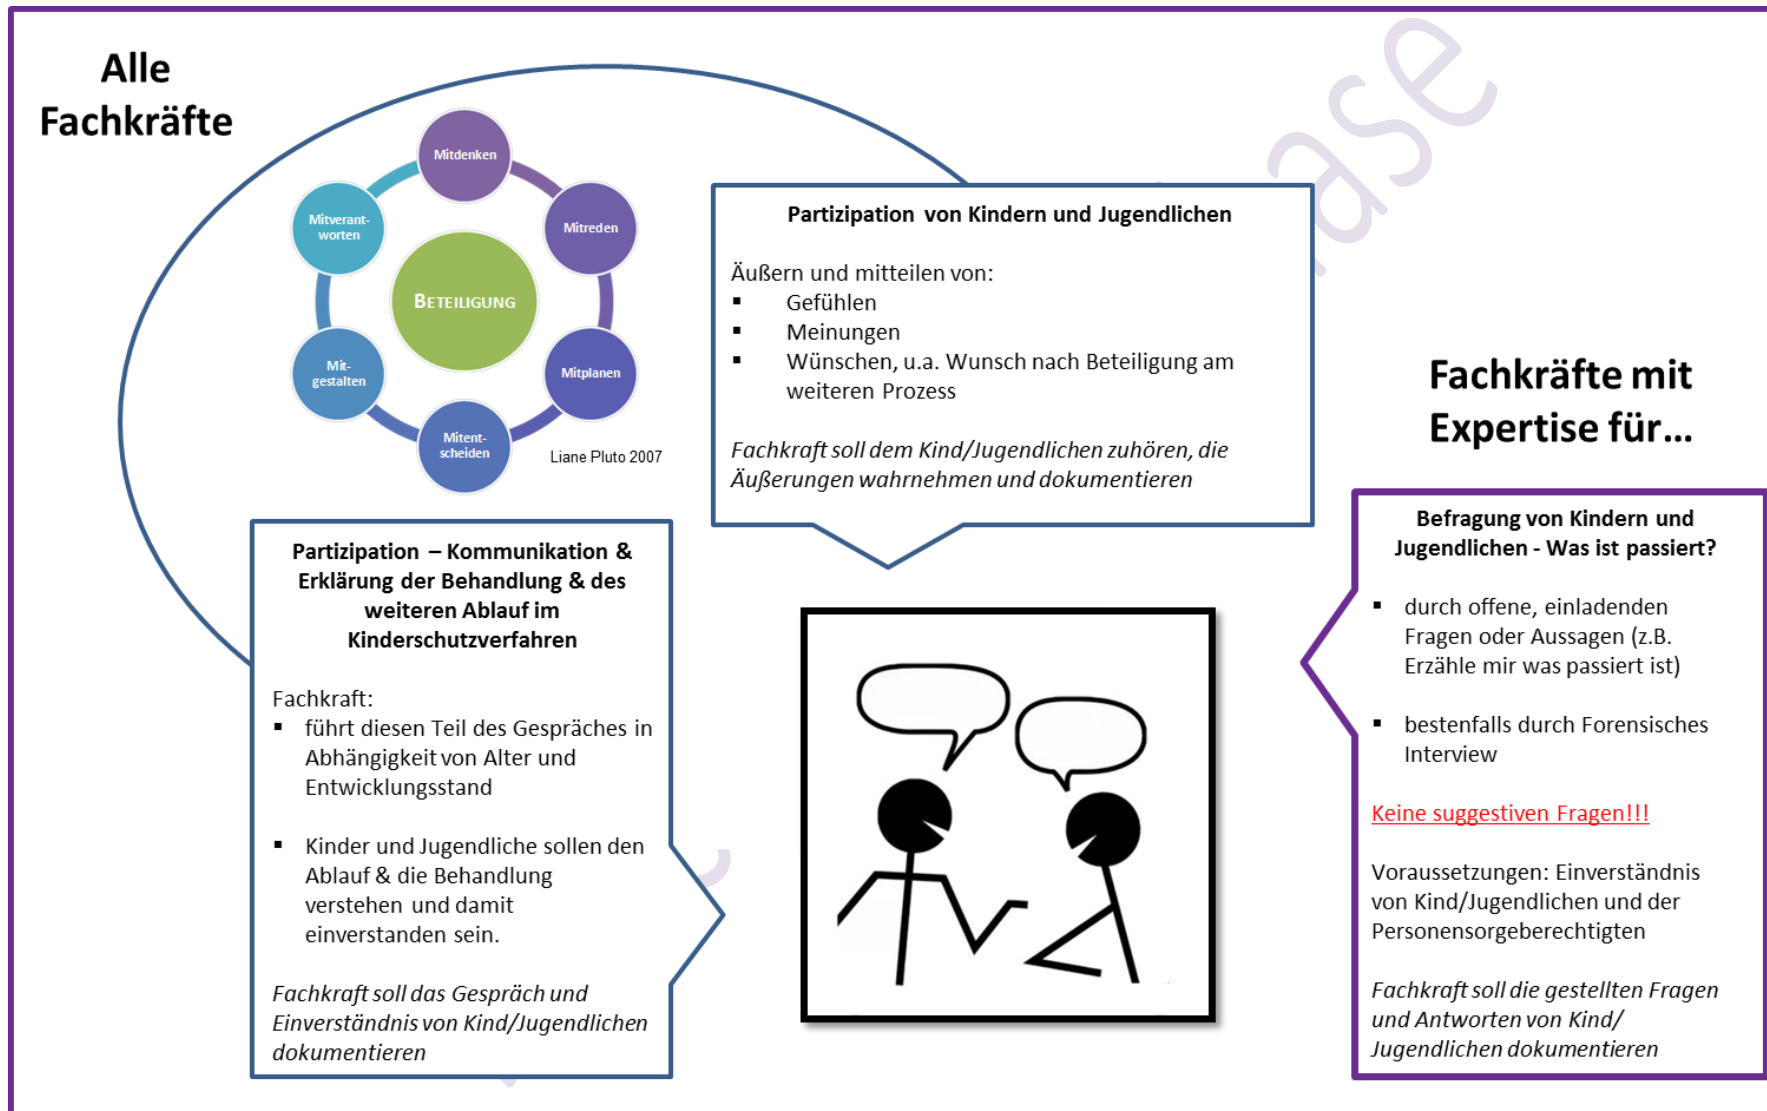 Alle
Fachkräfte
Mitdenken
Mitreden
Mitplanen
Mitent-
scheiden
Mit-
gestalten
Mitverant-
worten
BETEILIGUNG
Liane Pluto 2007
Partizipation von Kindern und Jugendlichen
Äußern und mitteilen von:
▪ Gefühlen
▪ Meinungen
▪ Wünschen, u.a. Wunsch nach Beteiligung am
weiteren Prozess
Fachkraft soll dem Kind/Jugendlichen zuhören, die
Äußerungen wahrnehmen und dokumentieren
Partizipation – Kommunikation &
Erklärung der Behandlung & des
weiteren Ablauf im
Kinderschutzverfahren
Fachkraft:
▪ führt diesen Teil des Gespräches in
Abhängigkeit von Alter und
Entwicklungsstand
▪ Kinder und Jugendliche sollen den
Ablauf & die Behandlung
verstehen und damit
einverstanden sein.
Fachkraft soll das Gespräch und
Einverständnis von Kind/Jugendlichen
dokumentieren
Fachkräfte mit
Expertise für...
Befragung von Kindern und
Jugendlichen - Was ist passiert?
▪ durch offene, einladenden
Fragen oder Aussagen (z.B.
Erzähle mir was passiert ist)
▪ bestenfalls durch Forensisches
Interview
Keine suggestiven Fragen!!!
Voraussetzungen: Einverständnis
von Kind/Jugendlichen und der
Personensorgeberechtigten
Fachkraft soll die gestellten Fragen
und Antworten von Kind/
Jugendlichen dokumentieren